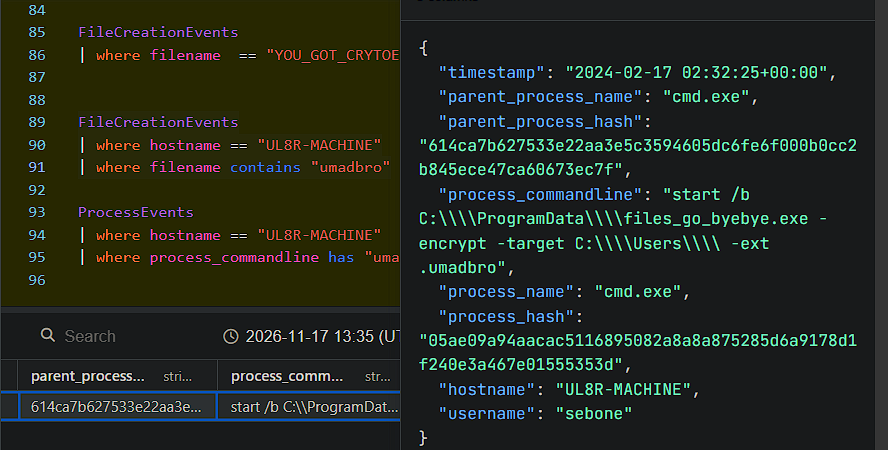 84
85 FileCreationEvents
86 | where filename == "YOU_GOT_CRYTOE
87
88
89 FileCreationEvents
90 | where hostname == "UL8R-MACHINE"
91 | where filename contains "umadbro"
92
93 ProcessEvents
94 | where hostname == "UL8R-MACHINE"
95 | where process_commandline has "uma
96
Search
2026-11-17 13:35 (UT
parent_process... stri...
process_comm... str...
614ca7b627533e22aa3e...
start /b C:\\ProgramDat...
{
"timestamp": "2024-02-17 02:32:25+00:00",
"parent_process_name": "cmd.exe",
"parent_process_hash":
"614ca7b627533e22aa3e5c3594605dc6fe6f000b0cc2
b845ece47ca60673ec7f",
"process_commandline": "start /b
C:\\\\ProgramData\\\\files_go_byebye.exe -
encrypt -target C:\\\\Users\\\\ -ext
.umadbro",
"process_name": "cmd.exe",
"process_hash":
"05ae09a94aacac5116895082a8a8a875285d6a9178d1
f240e3a467e01555353d",
"hostname": "UL8R-MACHINE",
"username": "sebone"
}